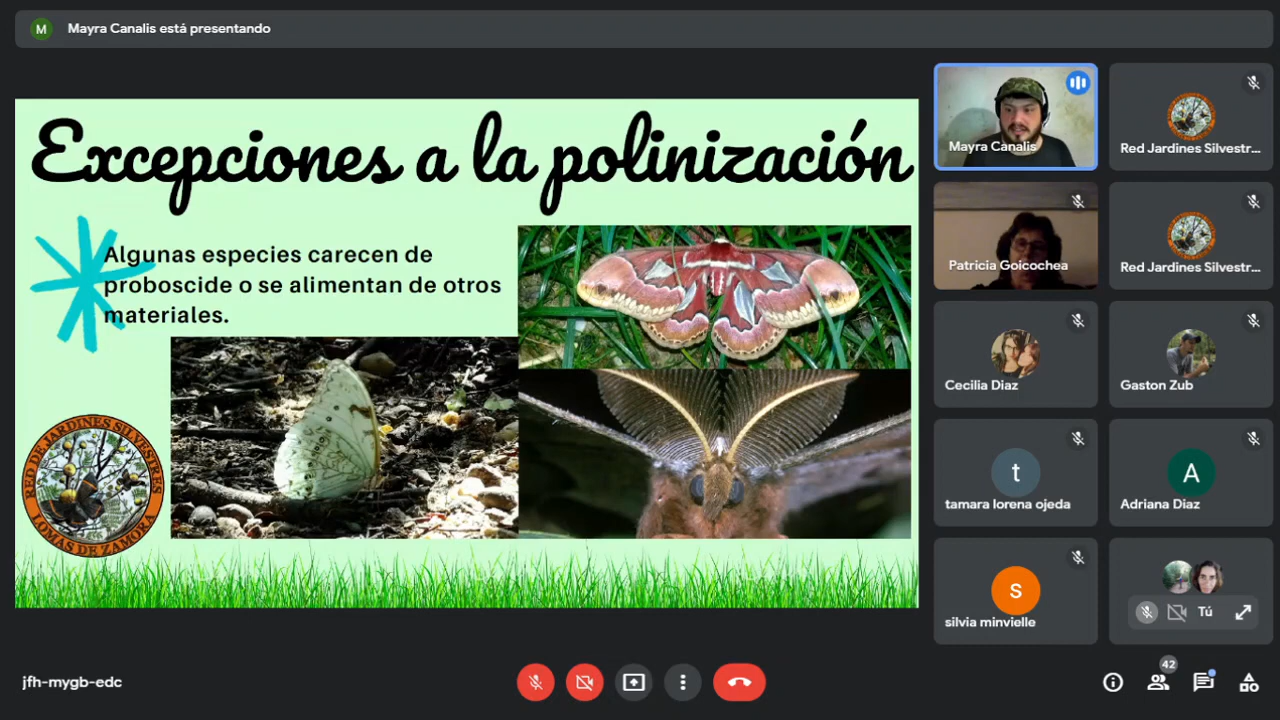 M
Mayra Canalis está presentando
Excepciones a la polinización
Algunas especies carecen de
proboscide o se alimentan de otros
materiales.
RED DE JARDINES SILVESTRES
LOMAS DE ZAMORA
Mayra Canalis
Red Jardines Silvestr...
Patricia Goicochea
Red Jardines Silvestr...
Cecilia Diaz
Gaston Zub
t
tamara lorena ojeda
A
Adriana Diaz
s
silvia minvielle
Tú
jfh-mygb-edc
42